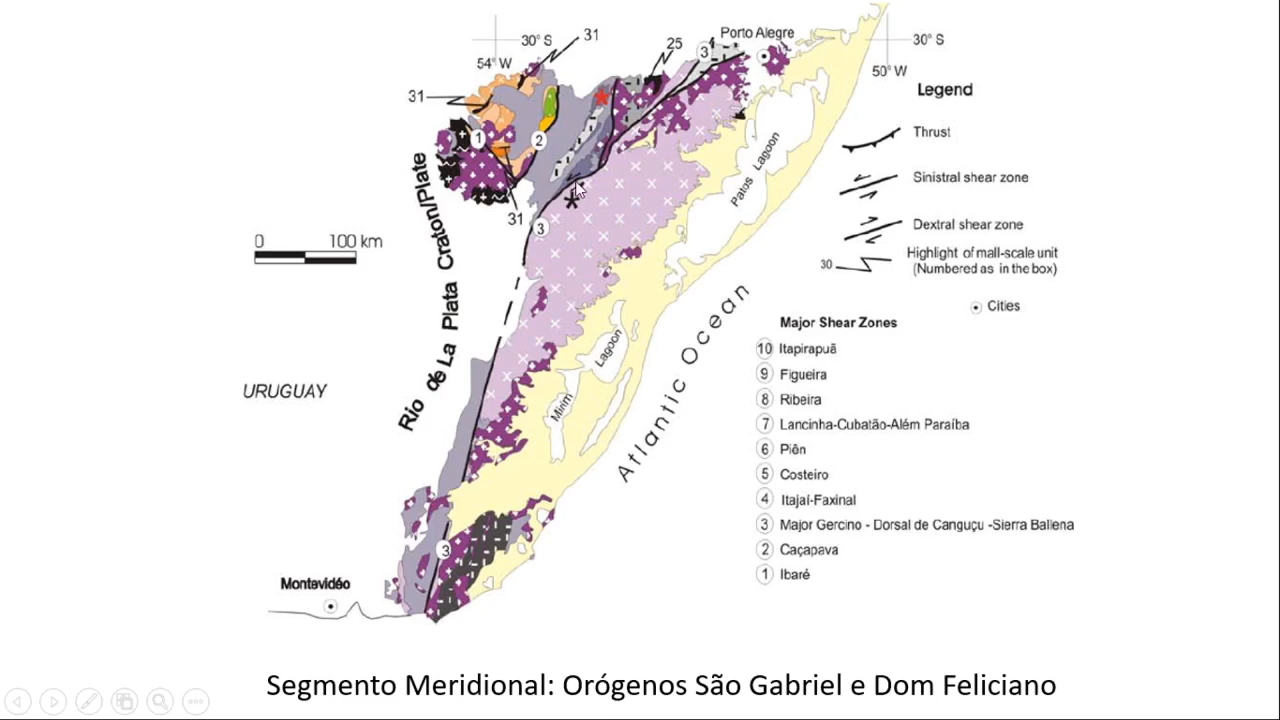 31
25
4
3
Porto Alegre
30° S
54° W
30° S
50° W
31
1
2
31
3
Legend
Thrust
Sinistral shear zone
Dextral shear zone
30
Highlight of mall-scale unit
(Numbered as in the box)
Cities
0 100 km
Rio de La Plata Craton/Plate
Patos Lagoon
Mirim Lagoon
Atlantic Ocean
URUGUAY
3
Montevidéo
Major Shear Zones
10 Itapirapuã
9 Figueira
8 Ribeira
7 Lancinha-Cubatão-Além Paraíba
6 Piên
5 Costeiro
4 Itajaí-Faxinal
3 Major Gercino - Dorsal de Canguçu -Sierra Ballena
2 Caçapava
1 Ibaré
Segmento Meridional: Orógenos São Gabriel e Dom Feliciano